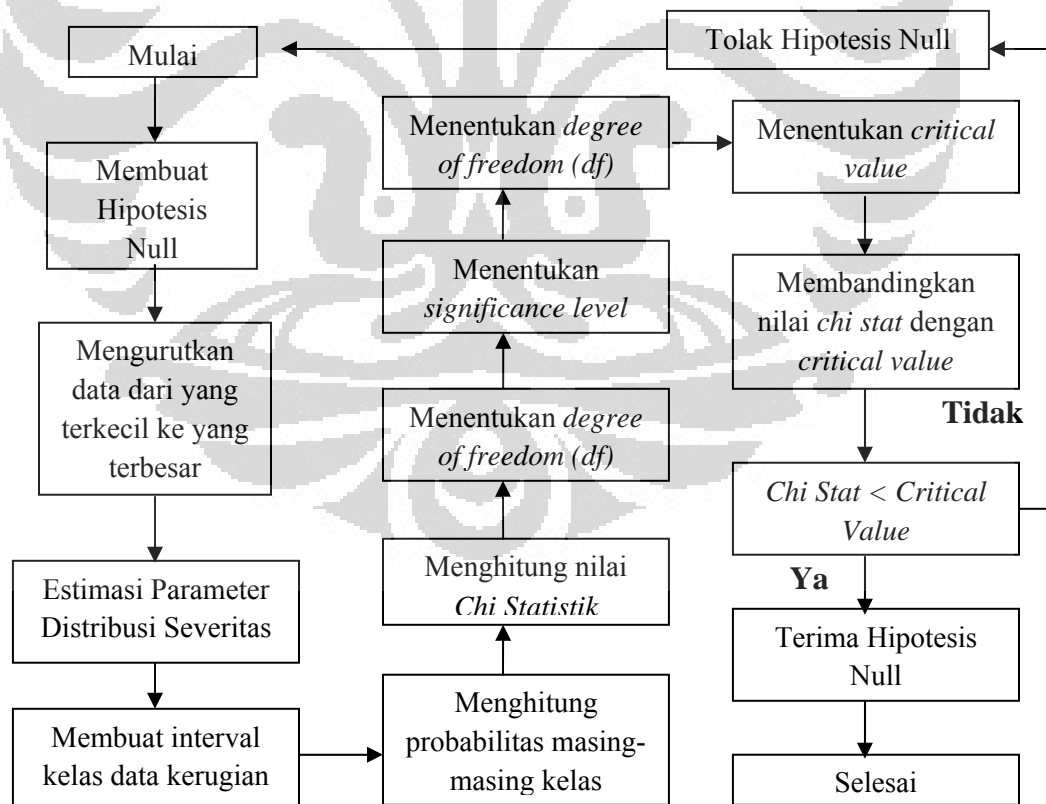 Mulai
Membuat
Hipotesis
Null
Mengurutkan
data dari yang
terkecil ke yang
terbesar
Estimasi Parameter
Distribusi Severitas
Membuat interval
kelas data kerugian
Menghitung
probabilitas masing-
masing kelas
Menghitung nilai
Chi Statistik
Menentukan degree
of freedom (df)
Menentukan
significance level
Menentukan degree
of freedom (df)
Menentukan critical
value
Membandingkan
nilai chi stat dengan
critical value
Tidak
Chi Stat < Critical
Value
Ya
Terima Hipotesis
Null
Selesai
Tolak Hipotesis Null